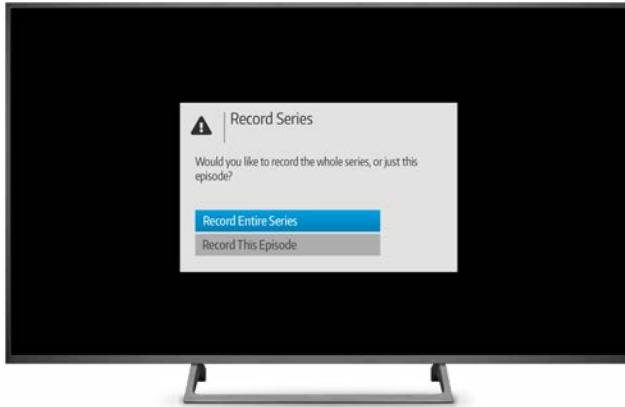 Record Series
Would you like to record the whole series, or just this
episode?
Record Entire Series
Record This Episode